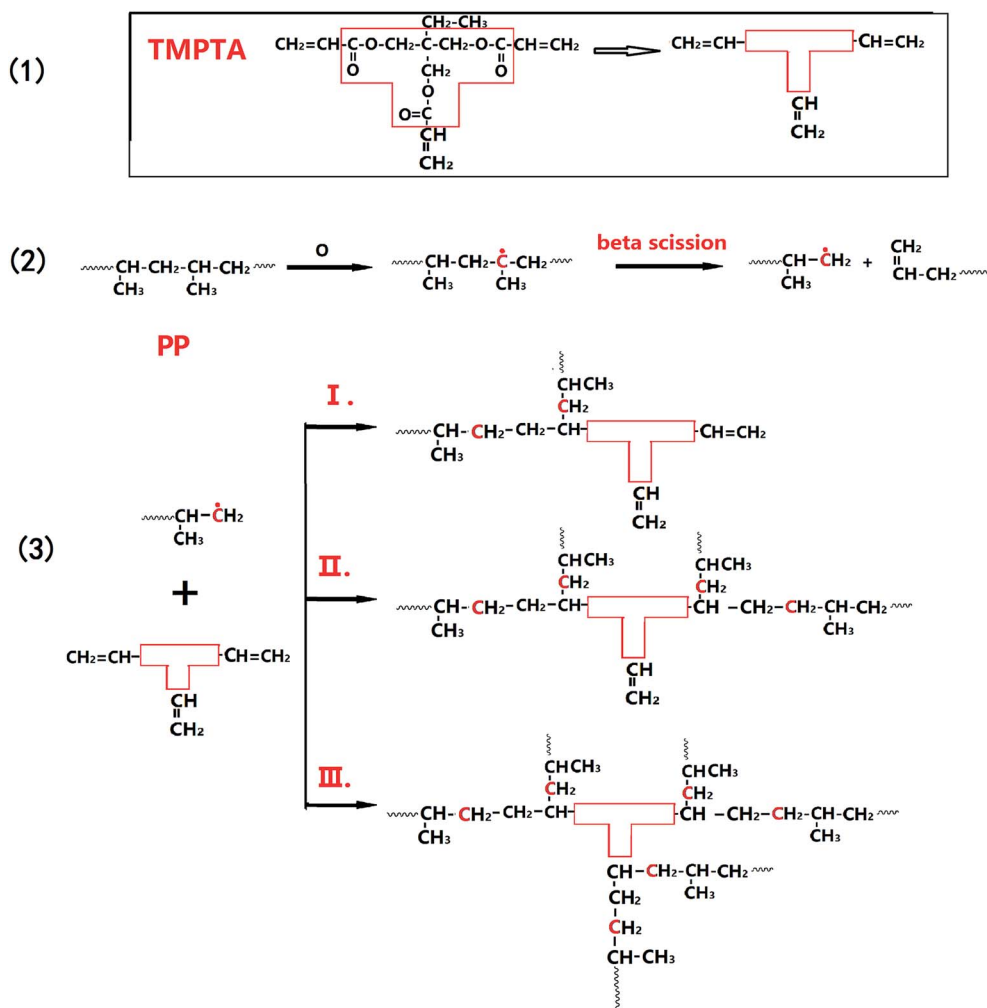 (1)
TMPTA
CH₂-CH₃
CH₂=CH-C-O-CH₂-C-CH₂-OC-CH=CH₂
O CH₂ O
O
O=C
CH
CH₂
CH₂=CH -CH=CH₂
CH
CH₂
(2)
-CH-CH₂-CH-CH₂
CH₃ CH₃
O
-CH-CH₂-C-CH₂
CH₃ CH₃
beta scission
-CH-CH₂ + CH₂
CH₃ C-CH₂
PP
(3)
CH-CH₂
CH₃
+
CH₂=CH CH=CH₂
CH
CH₂
I.
CHCH₃
CH₂
CH-CH₂-CH₂-CH -CH=CH₂
CH₃
CH
CH₂
II.
CHCH₃ CHCH₃
CH₂ CH₂
CH-CH₂-CH₂-CH CH -CH₂-CH₂-CH-CH₂
CH₃ CH₃
CH
CH₂
III.
CHCH₃ CHCH₃
CH₂ CH₂
CH-CH₂-CH₂-CH CH -CH₂-CH₂-CH-CH₂
CH₃ CH₃
CH -CH₂-CH-CH₂
CH₂ CH₃
CH₂
CH-CH₃